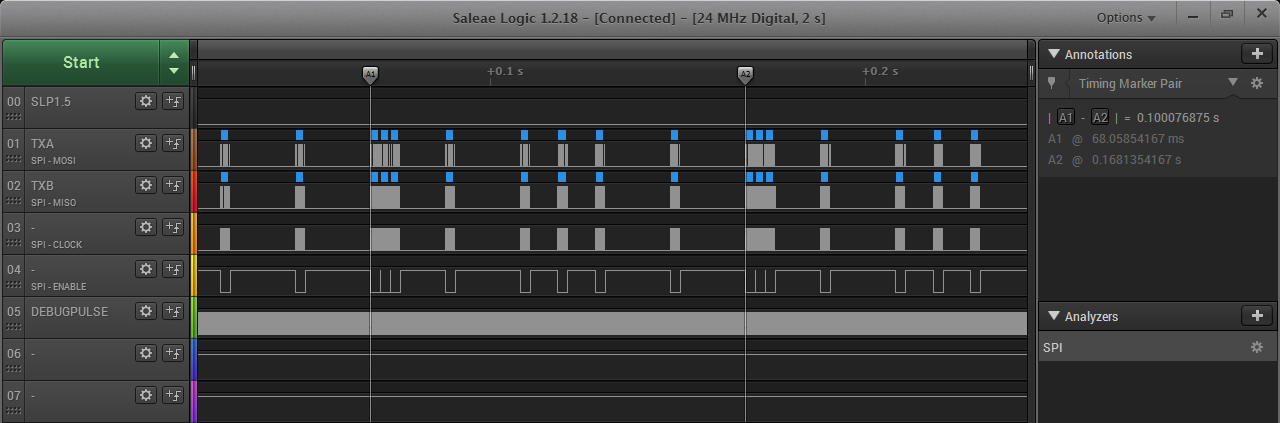 Saleae Logic 1.2.18 - [Connected] - [24 MHz Digital, 2 s]
Options
Start
A1
+0.1 s
A2
+0.2 s
Annotations
Timing Marker Pair
| A1 - A2 | = 0.100076875 s
A1 @ 68.05854167 ms
A2 @ 0.1681354167 s
00 SLP1.5
01 TXA
SPI - MOSI
02 TXB
SPI - MISO
03 -
SPI - CLOCK
04 -
SPI - ENABLE
05 DEBUGPULSE
06 -
07 -
Analyzers
SPI